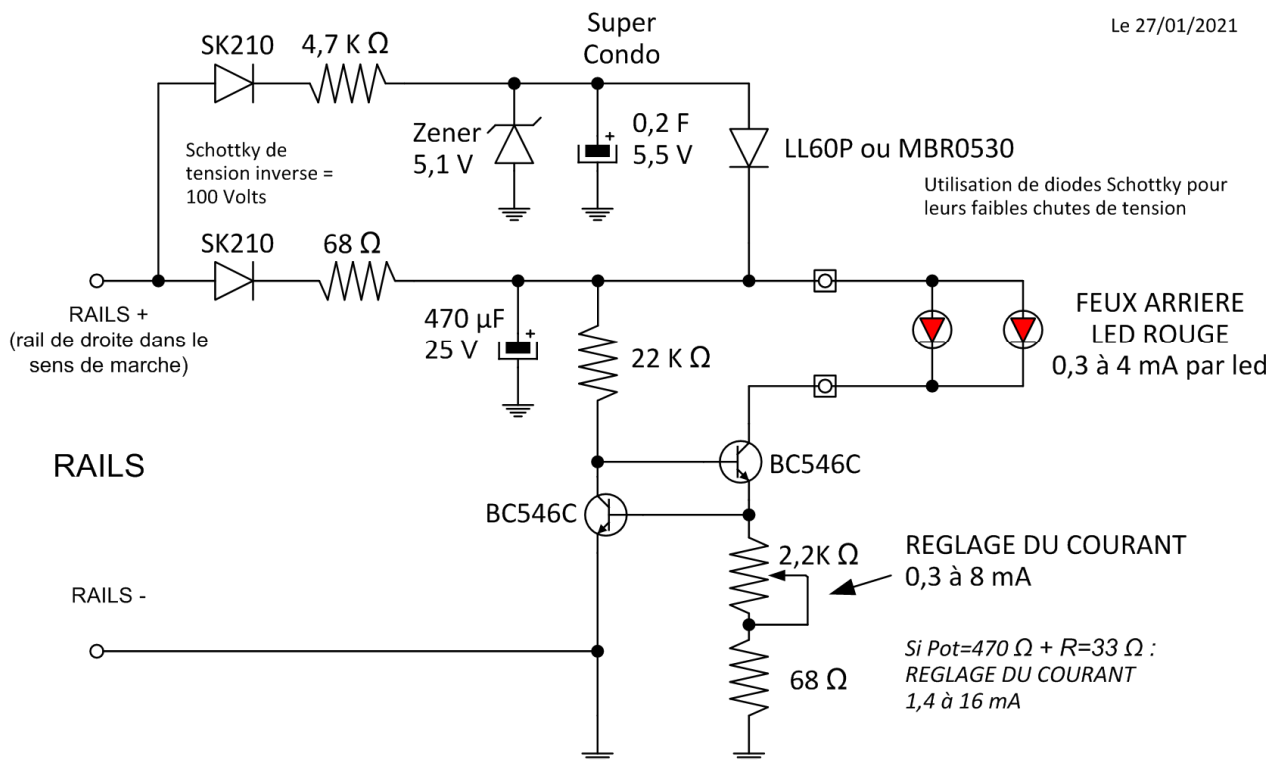 Le 27/01/2021
Super
Condo
SK210
4,7 K Ω
Zener
5,1 V
+
0,2 F
5,5 V
LL60P ou MBR0530
Schottky de
tension inverse =
100 Volts
Utilisation de diodes Schottky pour
leurs faibles chutes de tension
SK210
68 Ω
RAILS +
(rail de droite dans le
sens de marche)
470 µF
25 V
+
22 K Ω
FEUX ARRIERE
LED ROUGE
0,3 à 4 mA par led
RAILS
BC546C
BC546C
2,2K Ω
REGLAGE DU COURANT
0,3 à 8 mA
RAILS -
68 Ω
Si Pot=470 Ω + R=33 Ω :
REGLAGE DU COURANT
1,4 à 16 mA